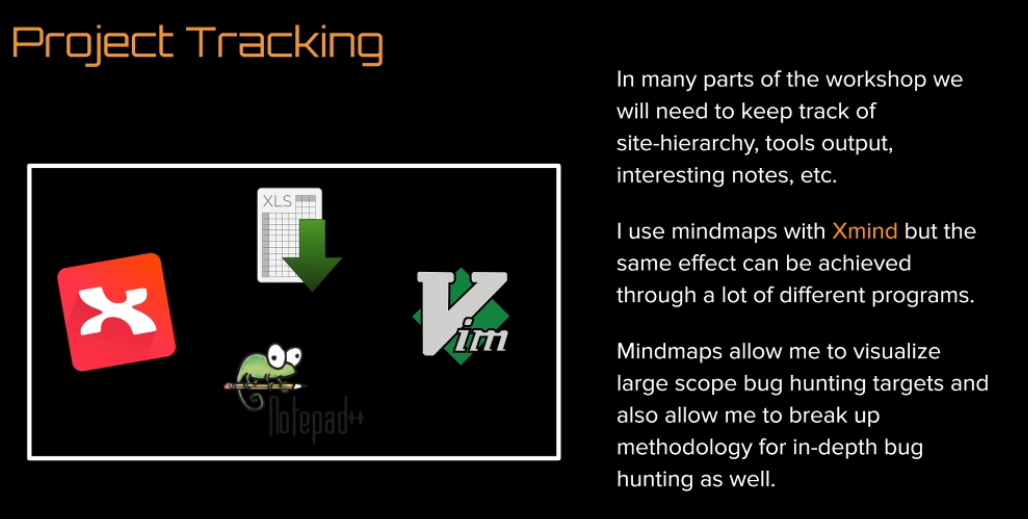 Project Tracking
In many parts of the workshop we
will need to keep track of
site-hierarchy, tools output,
interesting notes, etc.
I use mindmaps with Xmind but the
same effect can be achieved
through a lot of different programs.
Mindmaps allow me to visualize
large scope bug hunting targets and
also allow me to break up
methodology for in-depth bug
hunting as well.
XLS
Vim
Notepad++